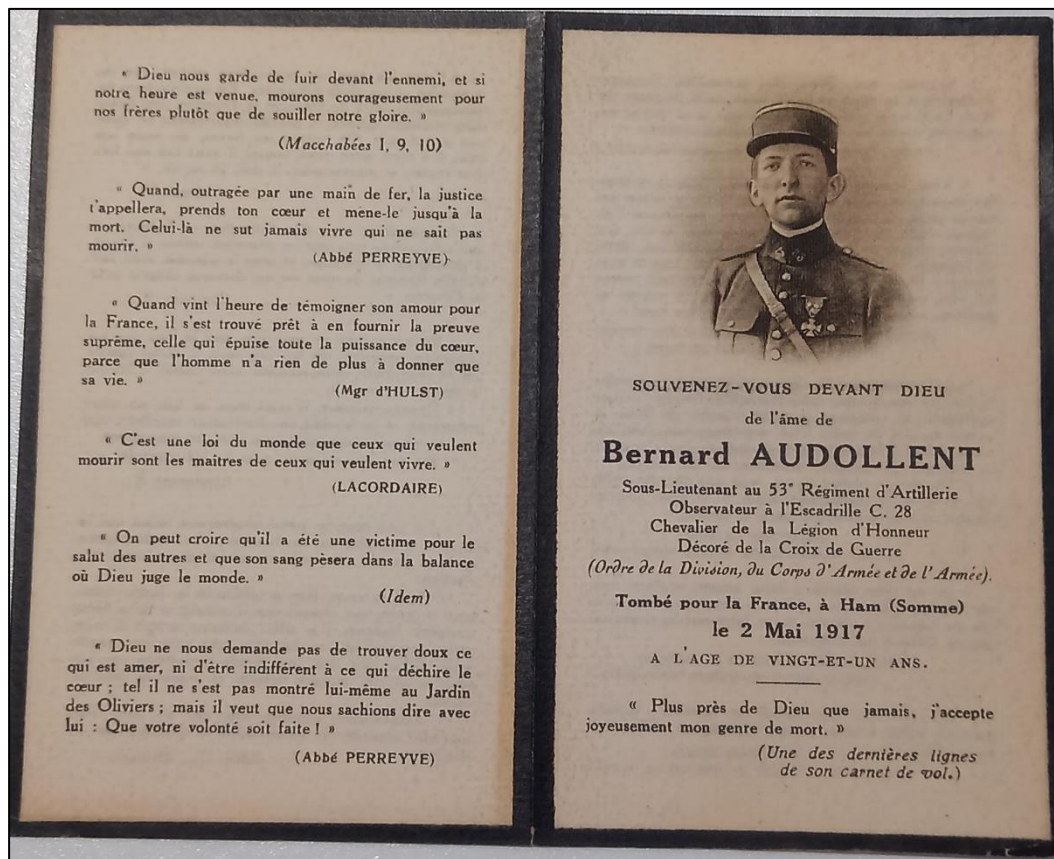 « Dieu nous garde de fuir devant l'ennemi, et si
notre heure est venue, mourons courageusement pour
nos frères plutôt que de souiller notre gloire. »
(Macchabées I, 9, 10)
« Quand, outragée par une main de fer, la justice
t'appellera, prends ton cœur et mène-le jusqu'à la
mort. Celui-là ne sut jamais vivre qui ne sait pas
mourir. »
(Abbé PERREYVE)
« Quand vint l'heure de témoigner son amour pour
la France, il s'est trouvé prêt à en fournir la preuve
suprême, celle qui épuise toute la puissance du cœur,
parce que l'homme n'a rien de plus à donner que
sa vie. »
(Mgr d'HULST)
« C'est une loi du monde que ceux qui veulent
mourir sont les maîtres de ceux qui veulent vivre. »
(LACORDAIRE)
« On peut croire qu'il a été une victime pour le
salut des autres et que son sang pèsera dans la balance
où Dieu juge le monde. »
(Idem)
« Dieu ne nous demande pas de trouver doux ce
qui est amer, ni d'être indifférent à ce qui déchire le
cœur ; tel il ne s'est pas montré lui-même au Jardin
des Oliviers ; mais il veut que nous sachions dire avec
lui : Que votre volonté soit faite ! »
(Abbé PERREYVE)
SOUVENEZ-VOUS DEVANT DIEU
de l'âme de
Bernard AUDOLLENT
Sous-Lieutenant au 53e Régiment d'Artillerie
Observateur à l'Escadrille C. 28
Chevalier de la Légion d'Honneur
Décoré de la Croix de Guerre
(Ordre de la Division, du Corps d'Armée et de l'Armée).
Tombé pour la France, à Ham (Somme)
le 2 Mai 1917
A L'AGE DE VINGT-ET-UN ANS.
« Plus près de Dieu que jamais, j'accepte
joyeusement mon genre de mort. »
(Une des dernières lignes
de son carnet de vol.)